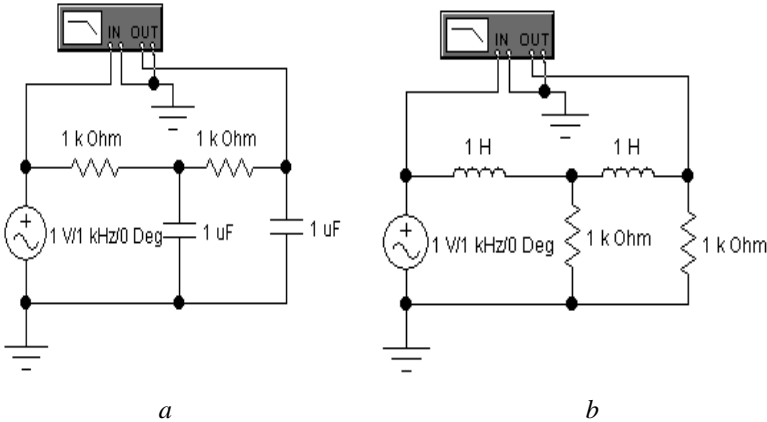 IN OUT
1 k Ohm 1 k Ohm
1 V/1 kHz/0 Deg 1 uF 1 uF
a
IN OUT
1 H 1 H
1 V/1 kHz/0 Deg 1 k Ohm 1 k Ohm
b